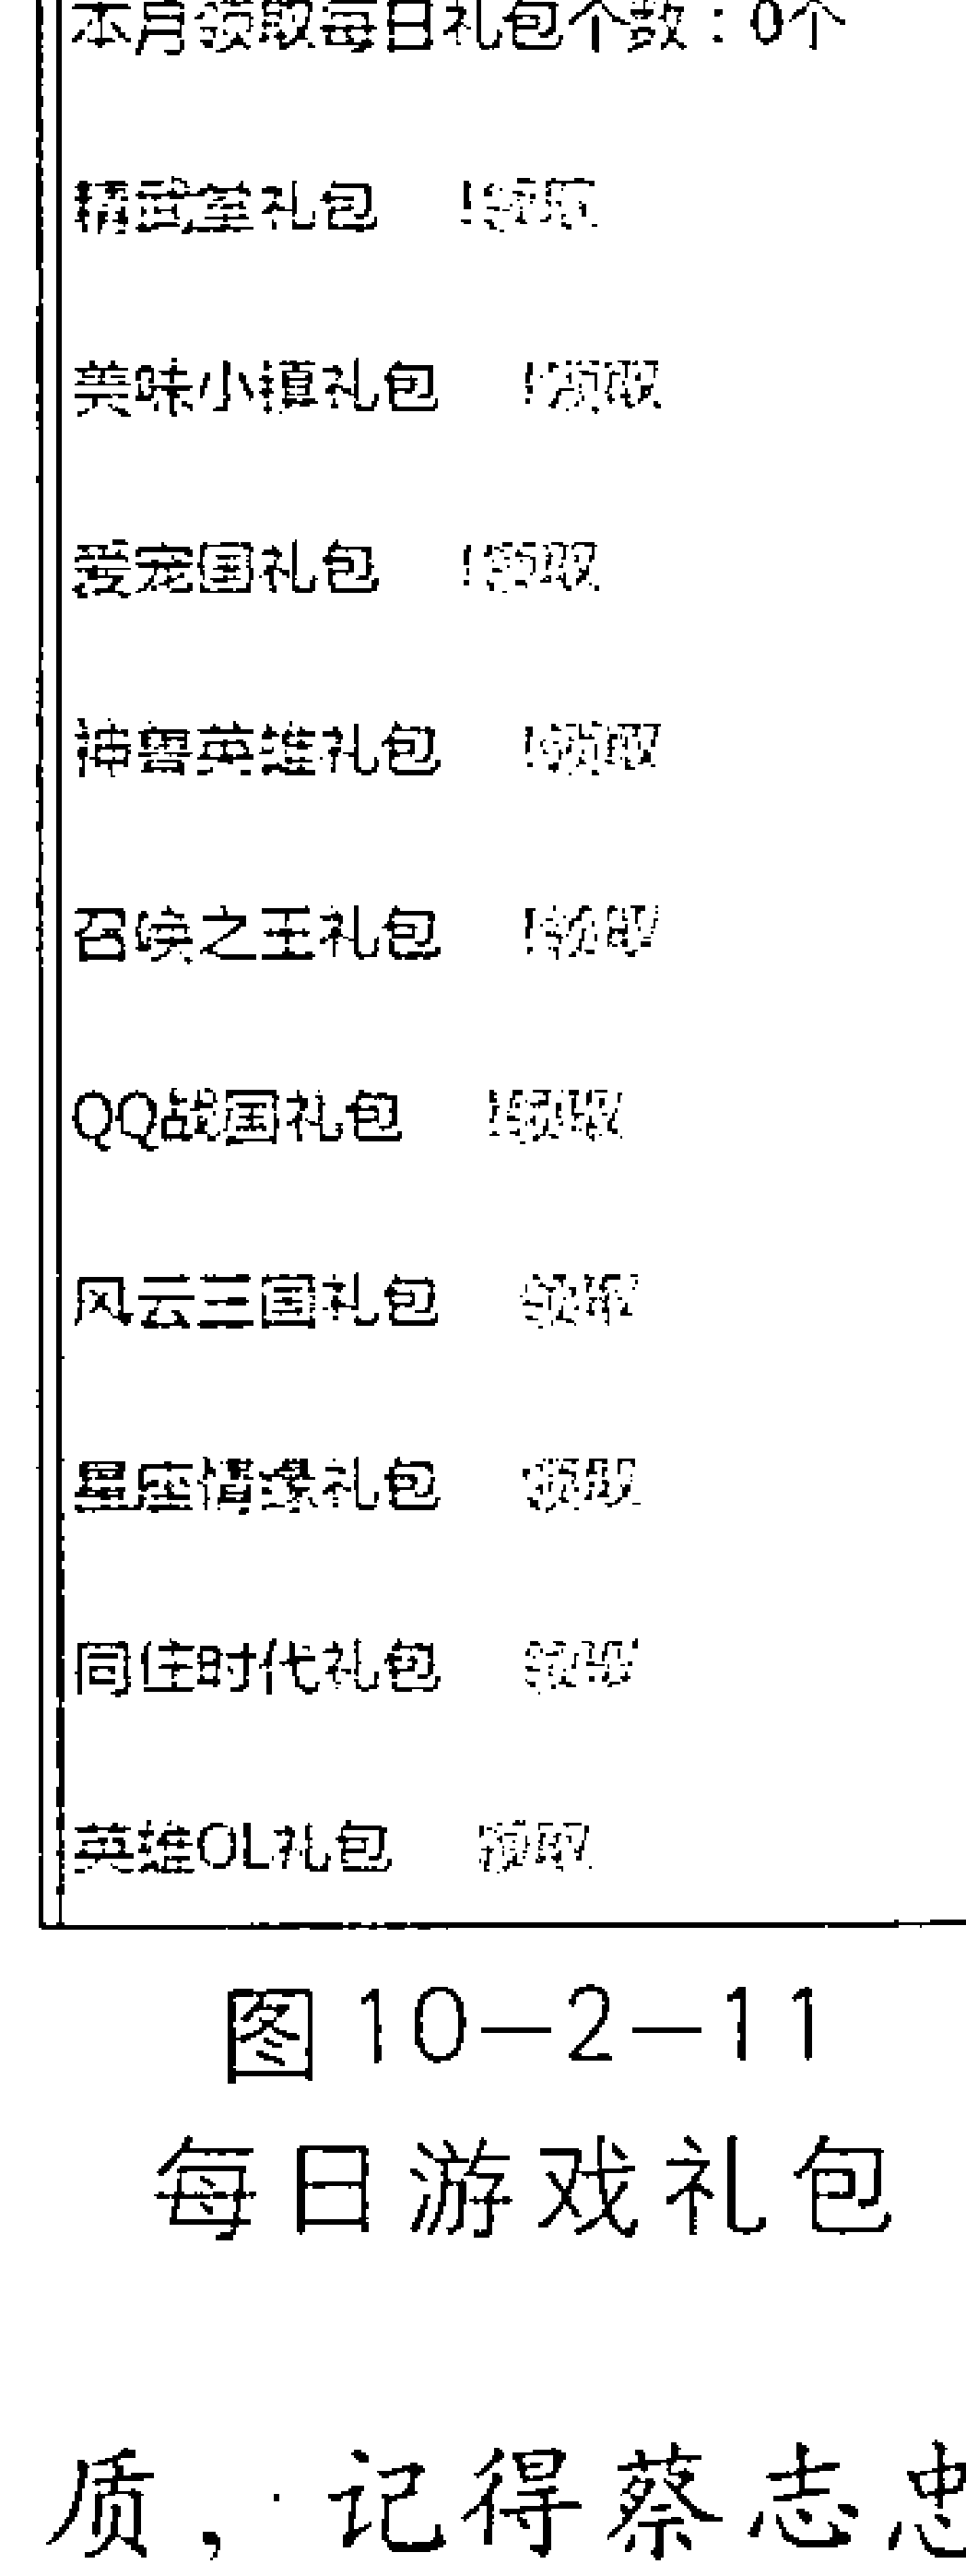 本月领取每日礼包个数：0个
精武堂礼包 !领取
美味小镇礼包 !领取
爱宠国礼包 !领取
神兽英雄礼包 !领取
召唤之王礼包 !领取
QQ战国礼包 !领取
风云三国礼包 领取
星座情缘礼包 领取
同住时代礼包 领取
英雄OL礼包 领取
图10-2-11
每日游戏礼包
质，记得蔡志忠